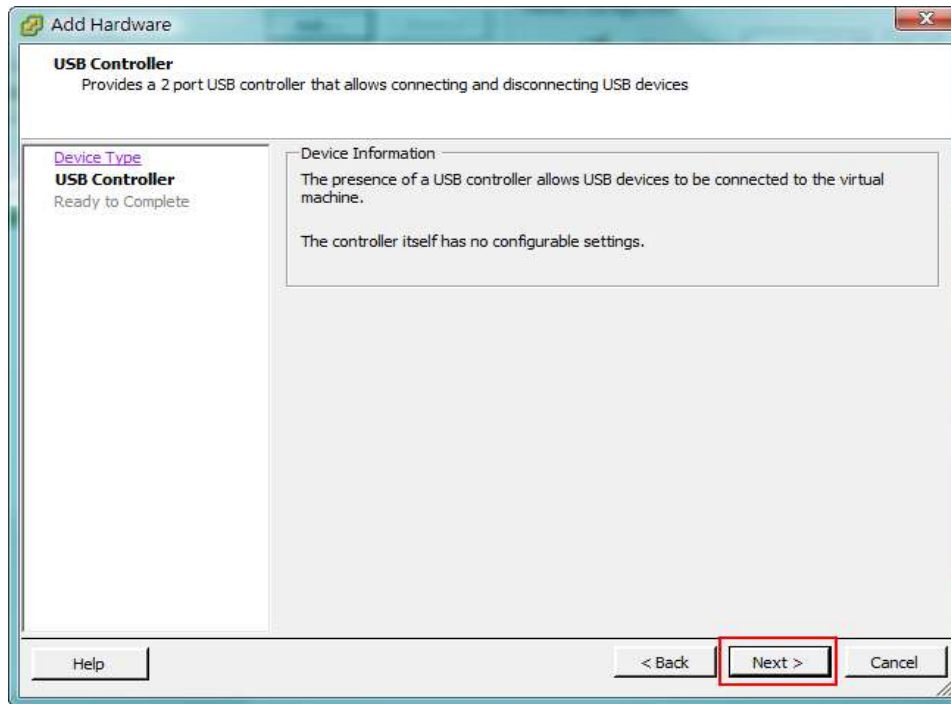 Add Hardware
USB Controller
Provides a 2 port USB controller that allows connecting and disconnecting USB devices
Device Type
USB Controller
Ready to Complete
Device Information
The presence of a USB controller allows USB devices to be connected to the virtual
machine.
The controller itself has no configurable settings.
Help
< Back
Next >
Cancel